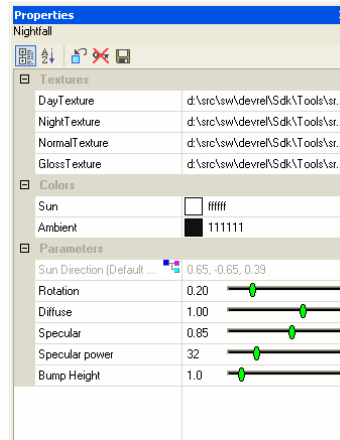 Properties
Nightfall
Textures
DayTexture d:\src\sw\devrel\Sdk\Tools\sr...
NightTexture d:\src\sw\devrel\Sdk\Tools\sr...
NormalTexture d:\src\sw\devrel\Sdk\Tools\sr...
GlossTexture d:\src\sw\devrel\Sdk\Tools\sr...
Colors
Sun ffffff
Ambient 111111
Parameters
Sun Direction (Default ... 0.65, -0.65, 0.39
Rotation 0.20
Diffuse 1.00
Specular 0.85
Specular power 32
Bump Height 1.0